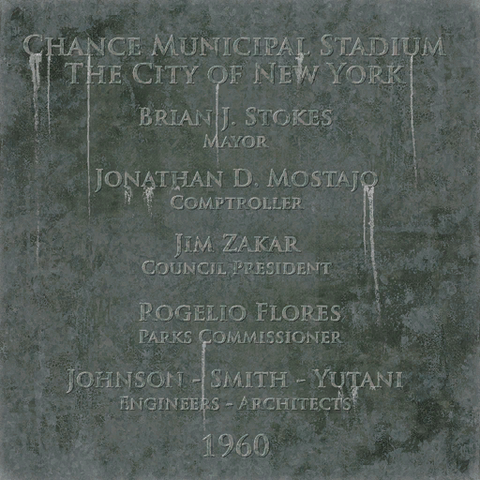 Chance Municipal Stadium
The City of New York
Brian J. Stokes
Mayor
Jonathan D. Mostajo
Comptroller
Jim Zakar
Council President
Rogelio Flores
Parks Commissioner
Johnson - Smith - Yutani
Engineers - Architects
1960